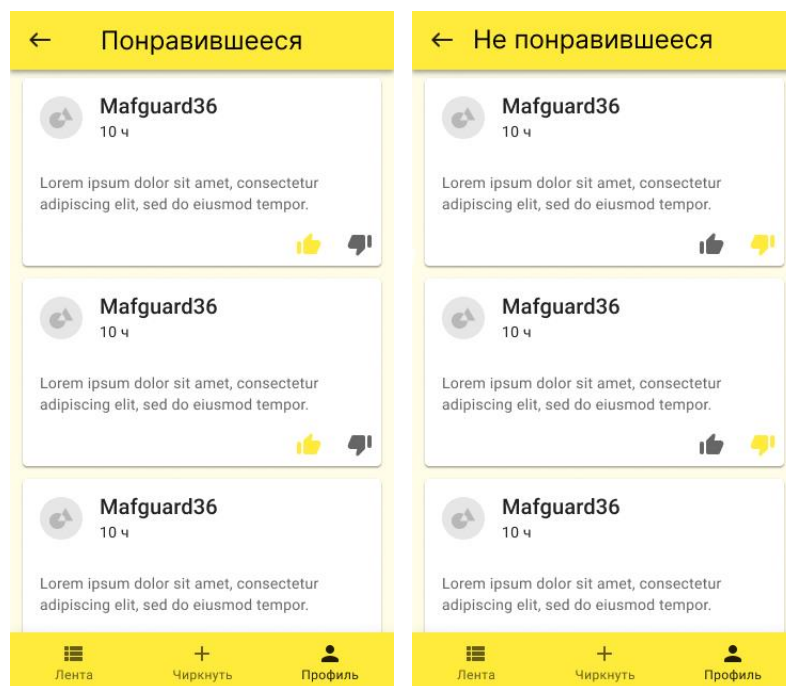 Понравившееся
Mafguard36
10 ч
Lorem ipsum dolor sit amet, consectetur
adipiscing elit, sed do eiusmod tempor.
Mafguard36
10 ч
Lorem ipsum dolor sit amet, consectetur
adipiscing elit, sed do eiusmod tempor.
Mafguard36
10 ч
Lorem ipsum dolor sit amet, consectetur
adipiscing elit, sed do eiusmod tempor.
Лента
Чиркнуть
Профиль
Не понравившееся
Mafguard36
10 ч
Lorem ipsum dolor sit amet, consectetur
adipiscing elit, sed do eiusmod tempor.
Mafguard36
10 ч
Lorem ipsum dolor sit amet, consectetur
adipiscing elit, sed do eiusmod tempor.
Mafguard36
10 ч
Lorem ipsum dolor sit amet, consectetur
adipiscing elit, sed do eiusmod tempor.
Лента
Чиркнуть
Профиль